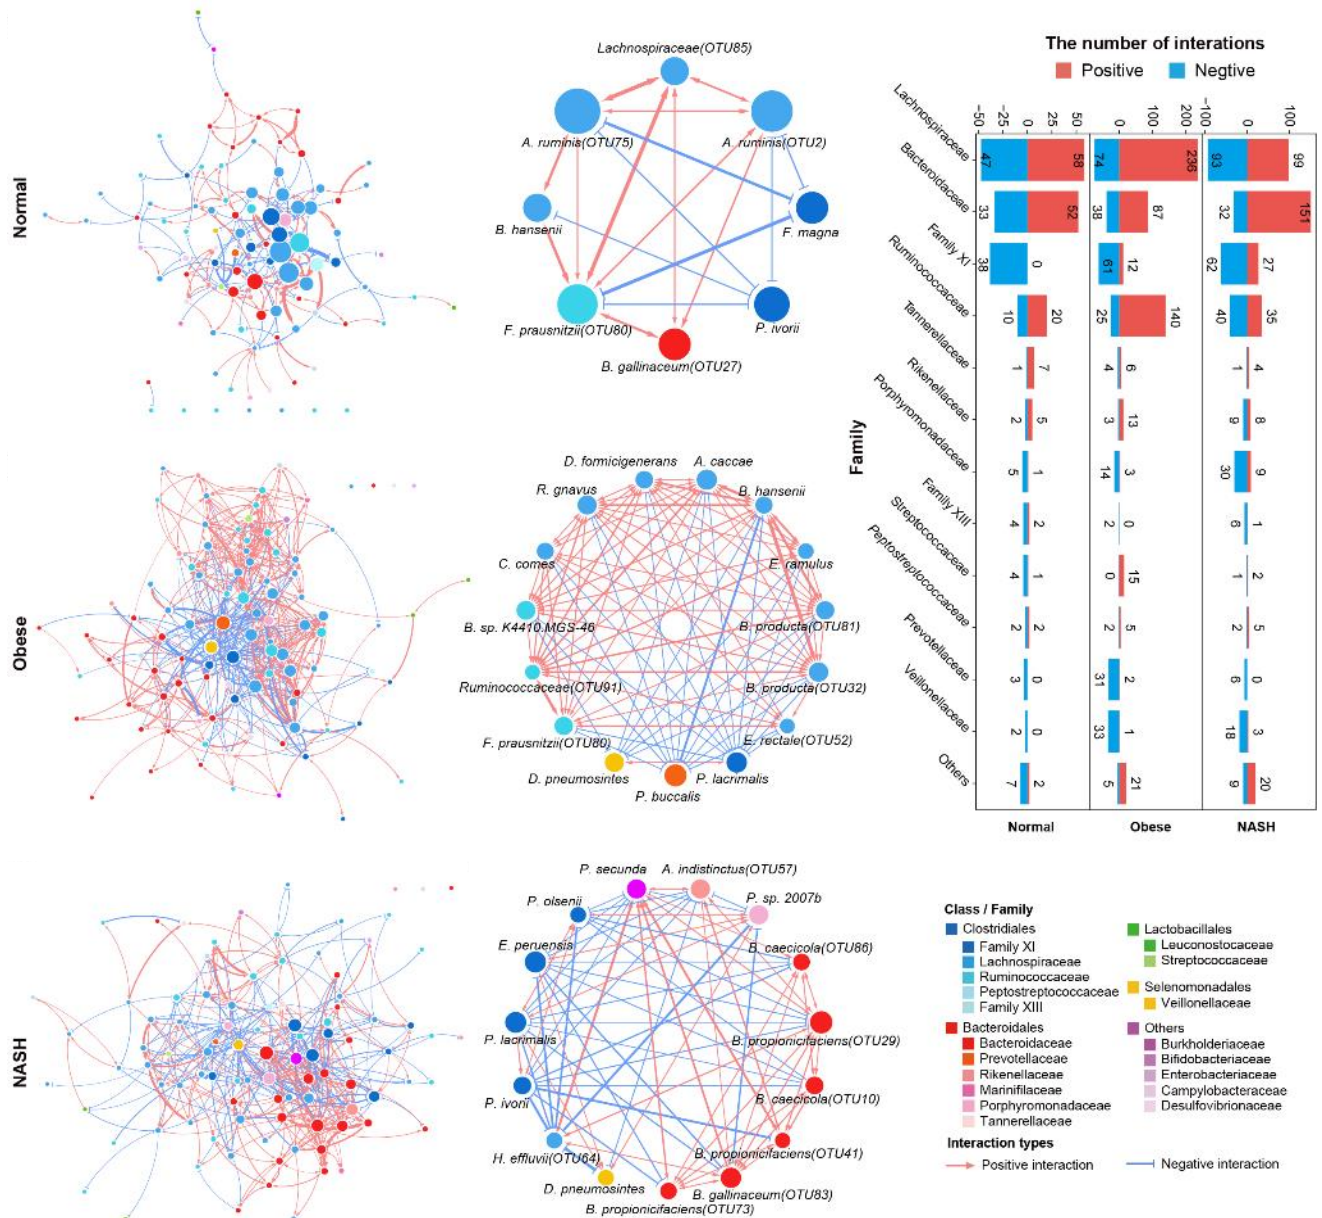 Normal
Lachnospiraceae(OTU85)
A. ruminis(OTU75)
A. ruminis(OTU2)
B. hansenii
F. magna
F. prausnitzii(OTU80)
P. ivorii
B. gallinaceum(OTU27)
Obese
D. formicigenerans
A. caccae
R. gnavus
B. hansenii
C. comes
E. ramulus
B. sp. K4410.MGS-46
B. producta(OTU81)
Ruminococcaceae(OTU91)
B. producta(OTU32)
F. prausnitzii(OTU80)
E. rectale(OTU52)
D. pneumosintes
P. lacrimalis
P. buccalis
NASH
P. secunda
A. indistinctus(OTU57)
P. olsenii
P. sp. 2007b
E. peruensis
B. caecicola(OTU86)
P. lacrimalis
B. propionicifaciens(OTU29)
P. ivorii
B. caecicola(OTU10)
H. effluvii(OTU64)
B. propionicifaciens(OTU41)
D. pneumosintes
B. gallinaceum(OTU83)
B. propionicifaciens(OTU73)
The number of interations
Positive Negtive
-50 -25 0 25 50 0 100 200 -100 0 100
Lachnospiraceae 47 58 74 236 93 99
Bacteroidaceae 33 52 38 87 32 151
Family XI 38 0 61 12 62 27
Ruminococcaceae 10 20 25 140 40 35
Tannerellaceae 1 7 4 6 1 4
Rikenellaceae 2 5 3 13 9 8
Porphyromonadaceae 5 1 14 3 30 9
Family XIII 4 2 2 0 6 1
Streptococcaceae 4 1 0 15 1 2
Peptostreptococcaceae 2 2 2 5 2 5
Prevotellaceae 3 0 31 2 6 0
Veillonellaceae 2 0 33 1 18 3
Others 7 2 5 21 9 20
Family
Normal Obese NASH
Class / Family
Clostridiales
Family XI
Lachnospiraceae
Ruminococcaceae
Peptostreptococcaceae
Family XIII
Bacteroidales
Bacteroidaceae
Prevotellaceae
Rikenellaceae
Marinifilaceae
Porphyromonadaceae
Tannerellaceae
Lactobacillales
Leuconostocaceae
Streptococcaceae
Selenomonadales
Veillonellaceae
Others
Burkholderiaceae
Bifidobacteriaceae
Enterobacteriaceae
Campylobacteraceae
Desulfovibrionaceae
Interaction types
Positive interaction
Negative interaction